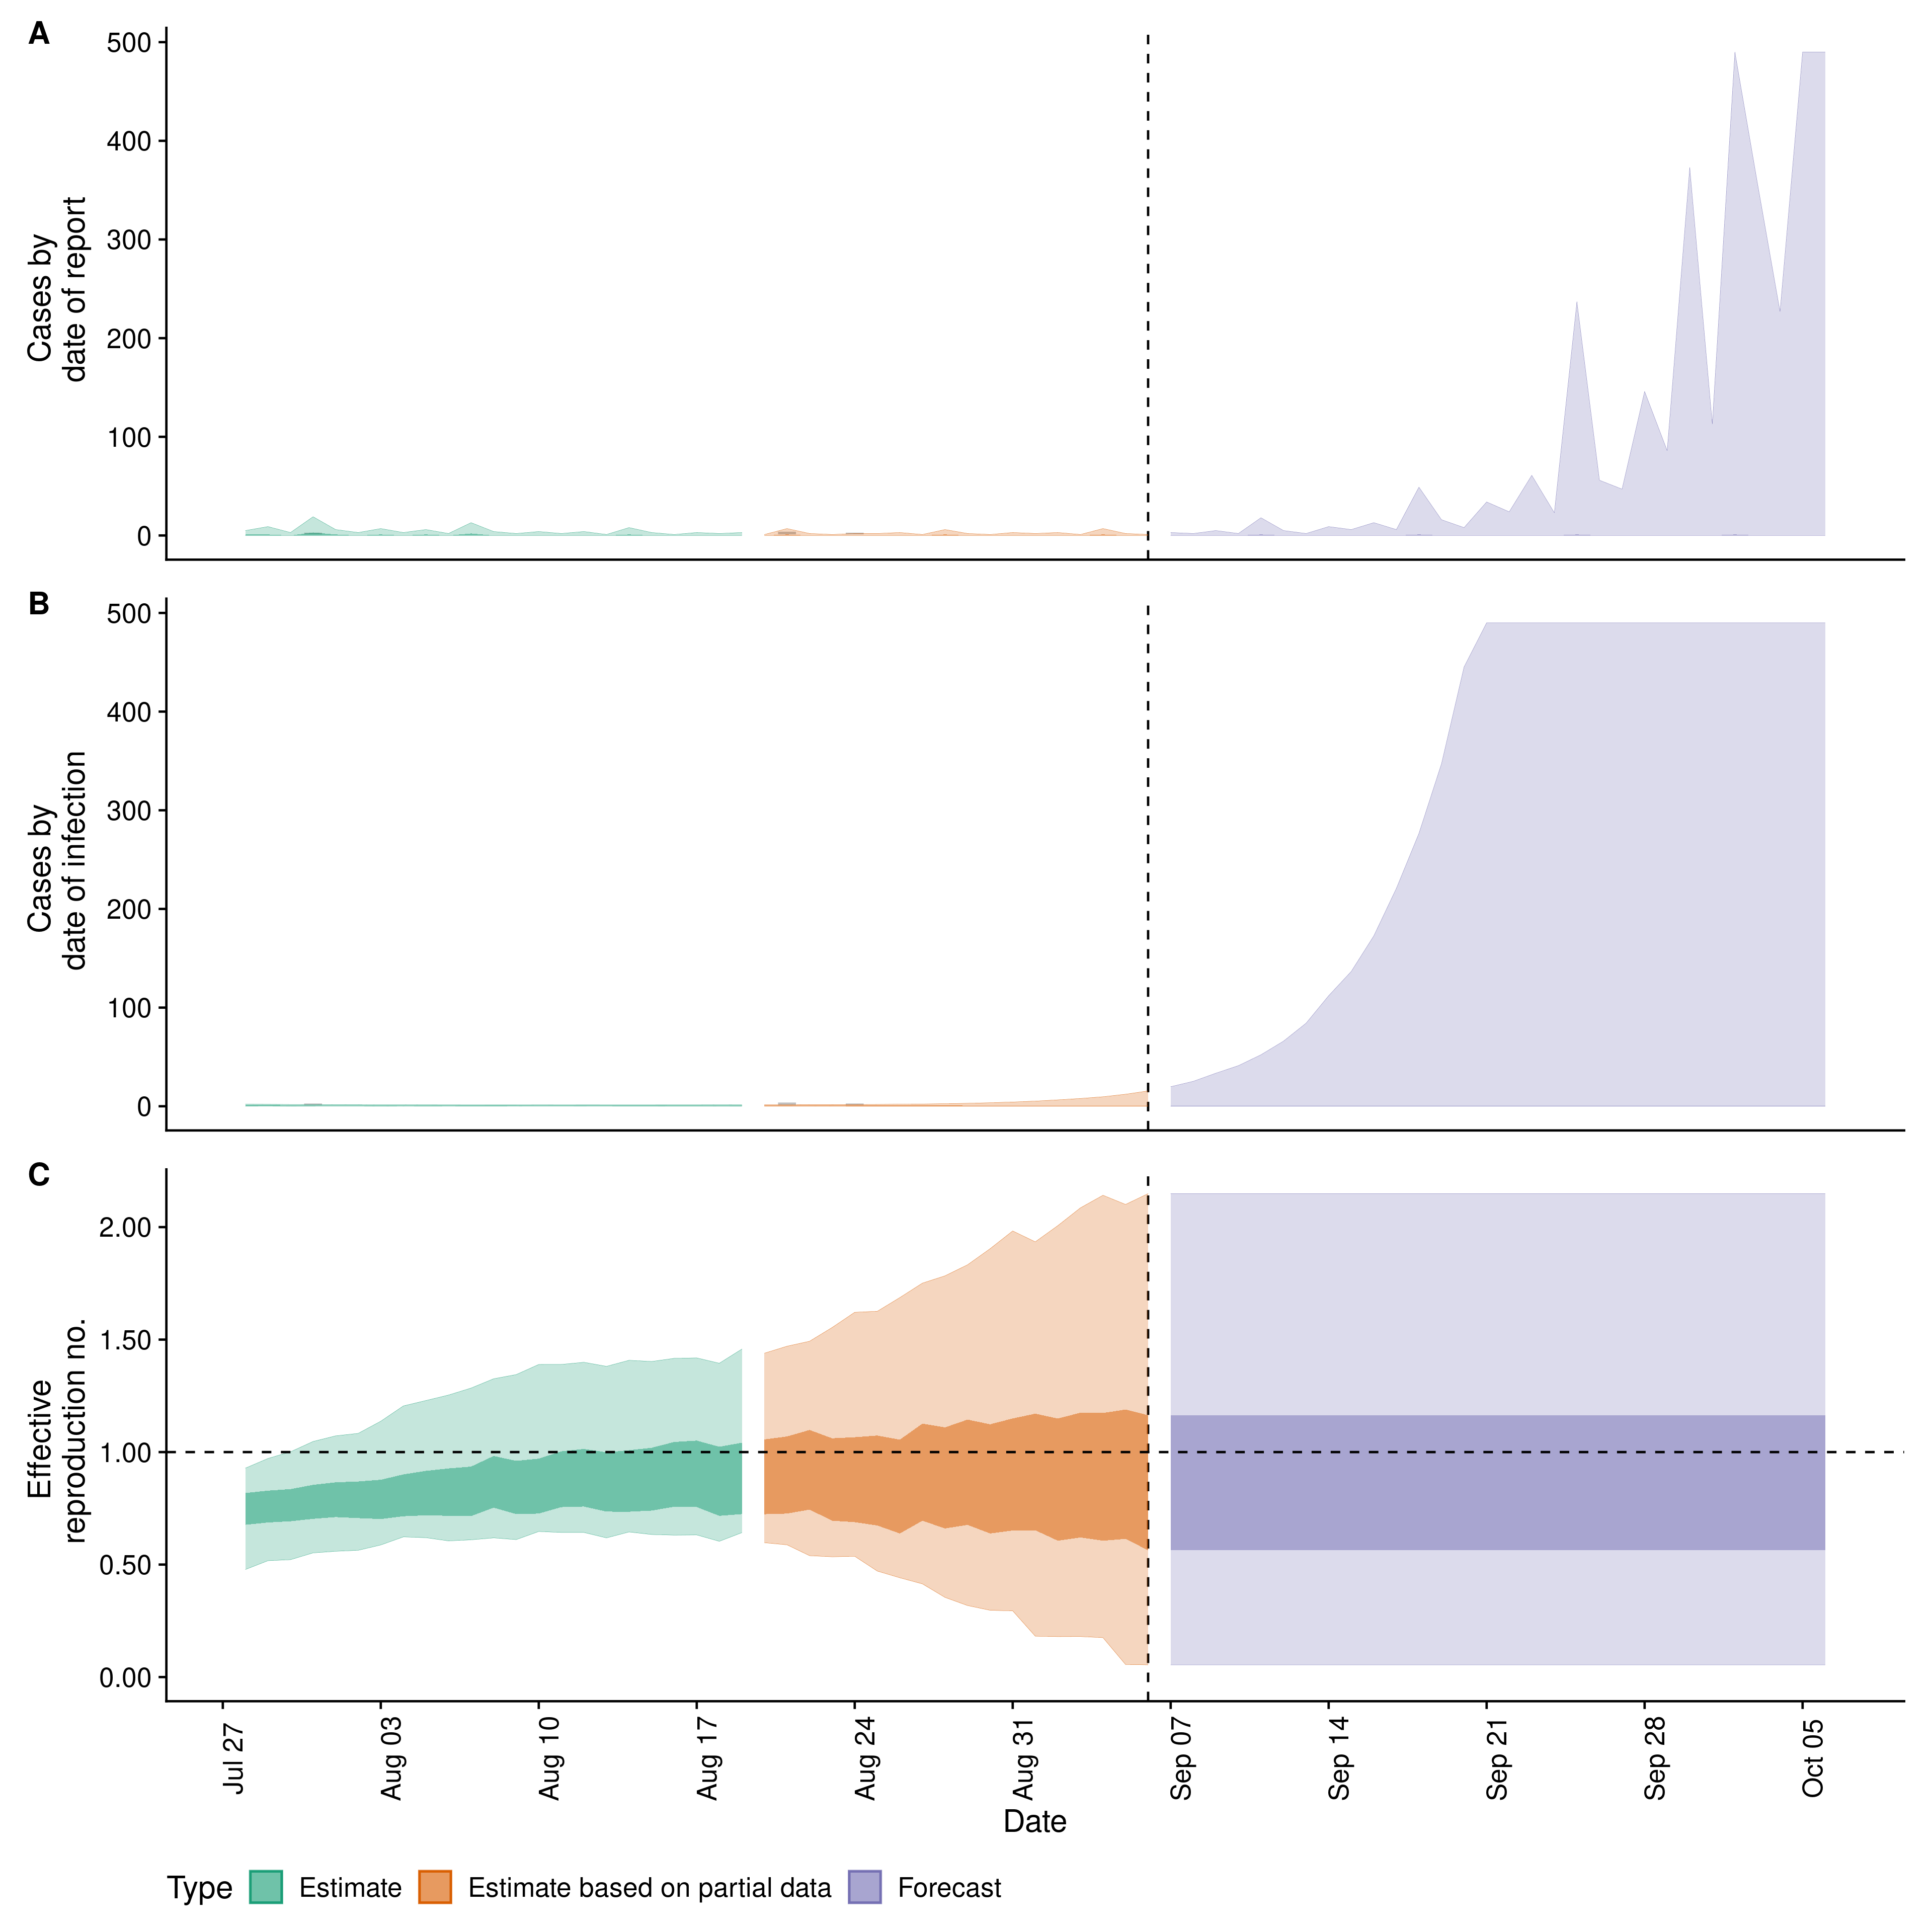 A
500
400
300
200
100
0
Cases by
date of report
B
500
400
300
200
100
0
Cases by
date of infection
C
2.00
1.50
1.00
0.50
0.00
Effective
reproduction no.
Jul 27
Aug 03
Aug 10
Aug 17
Aug 24
Aug 31
Sep 07
Sep 14
Sep 21
Sep 28
Oct 05
Date
Type Estimate Estimate based on partial data Forecast